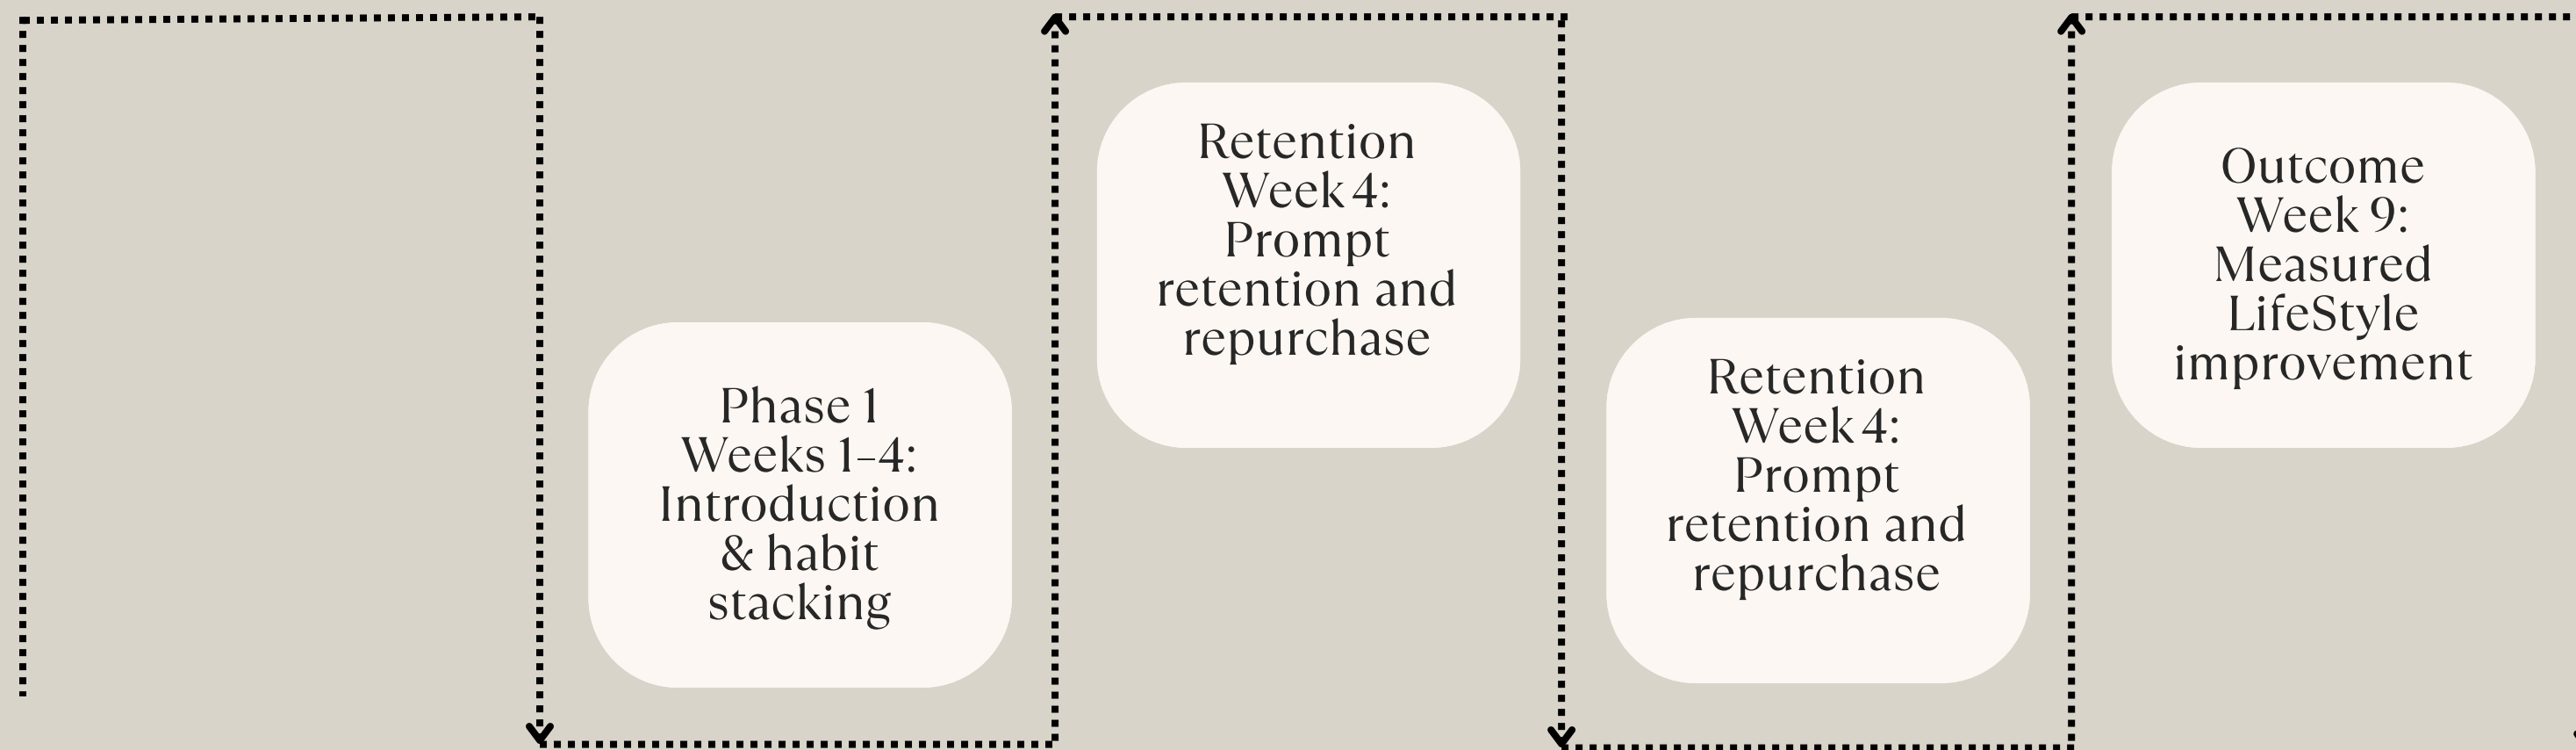 Phase 1
Weeks 1–4:
Introduction
& habit
stacking
Retention
Week 4:
Prompt
retention and
repurchase
Retention
Week 4:
Prompt
retention and
repurchase
Outcome
Week 9:
Measured
LifeStyle
improvement